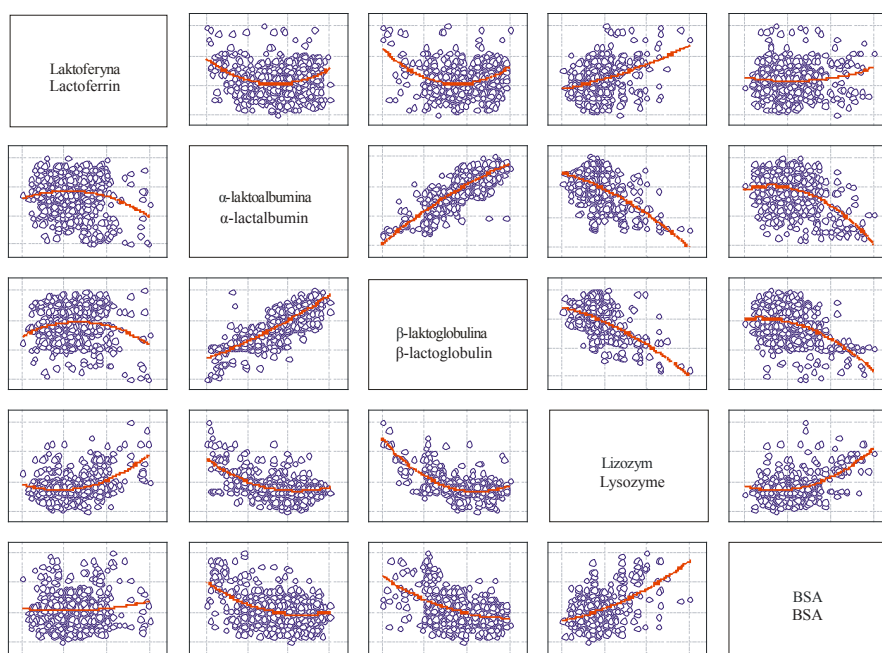 Laktoferyna
Lactoferrin
α-laktoalbumina
α-lactalbumin
β-laktoglobulina
β-lactoglobulin
Lizozym
Lysozyme
BSA
BSA